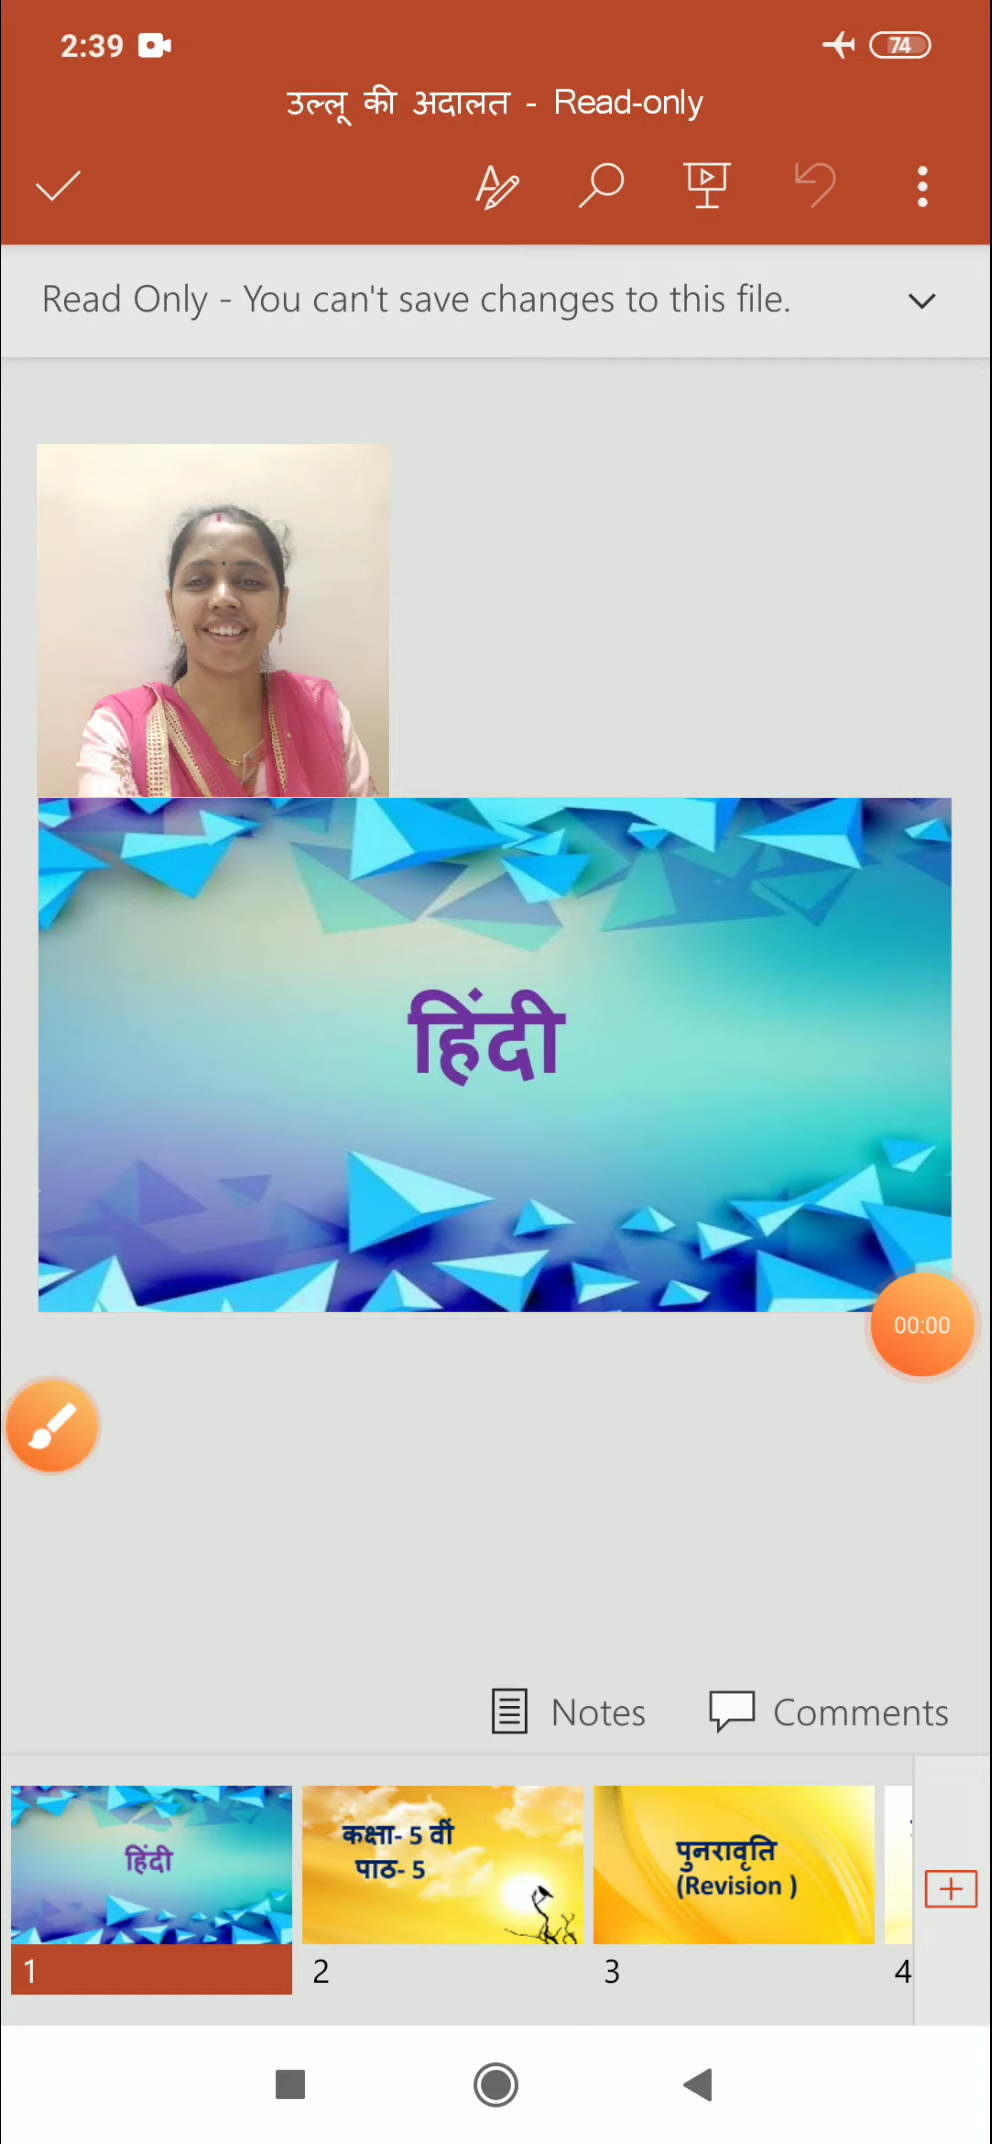 2:39
74
उल्लू की अदालत - Read-only
Read Only - You can't save changes to this file.
हिंदी
00:00
Notes
Comments
हिंदी
कक्षा- 5 वीं
पाठ- 5
पुनरावृति
(Revision )
1
2
3
4